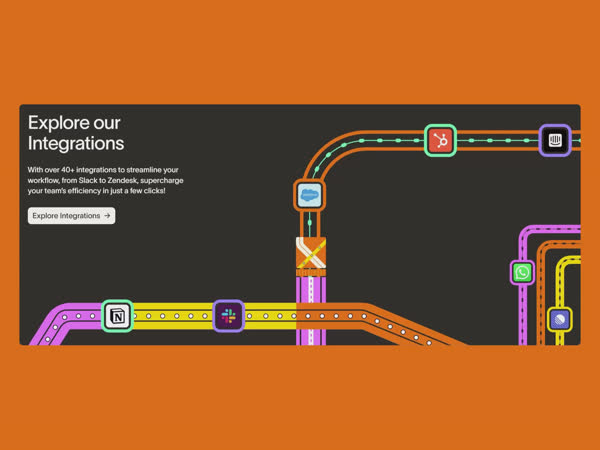 Explore our
Integrations
With over 40+ integrations to streamline your
workflow, from Slack to Zendesk, supercharge
your team's efficiency in just a few clicks!
Explore Integrations →
N